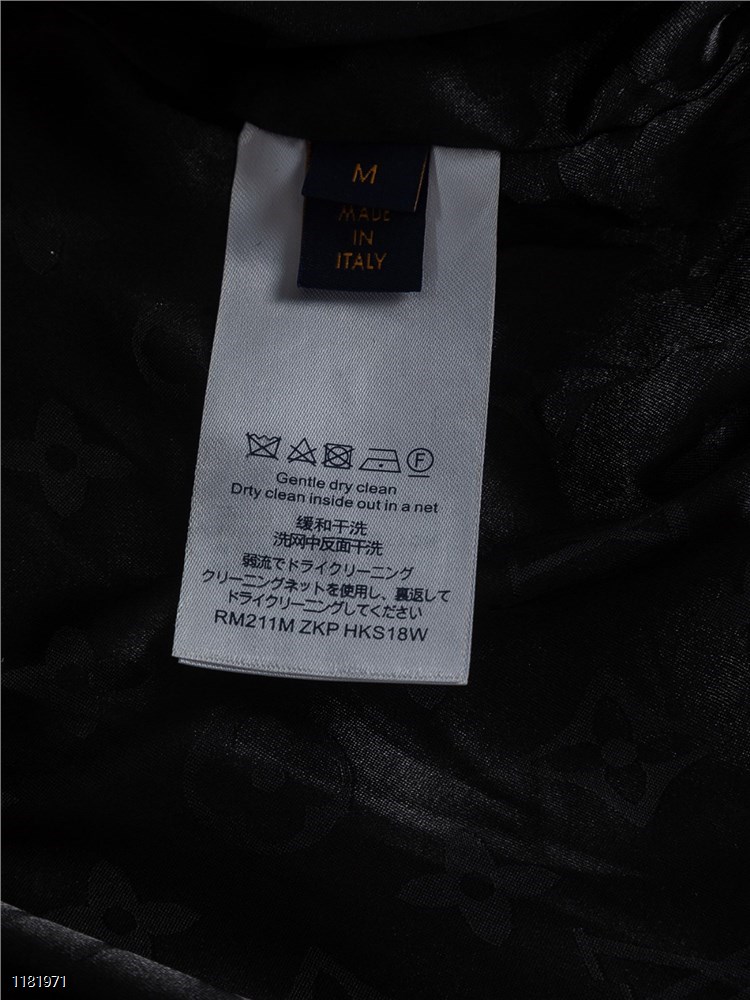 M
MADE
IN
ITALY
F
Gentle dry clean
Drty clean inside out in a net
缓和干洗
洗网中反面干洗
弱流でドライクリーニング
クリーニングネットを使用し、裏返して
ドライクリーニングしてください
RM211M ZKP HKS18W
1181971